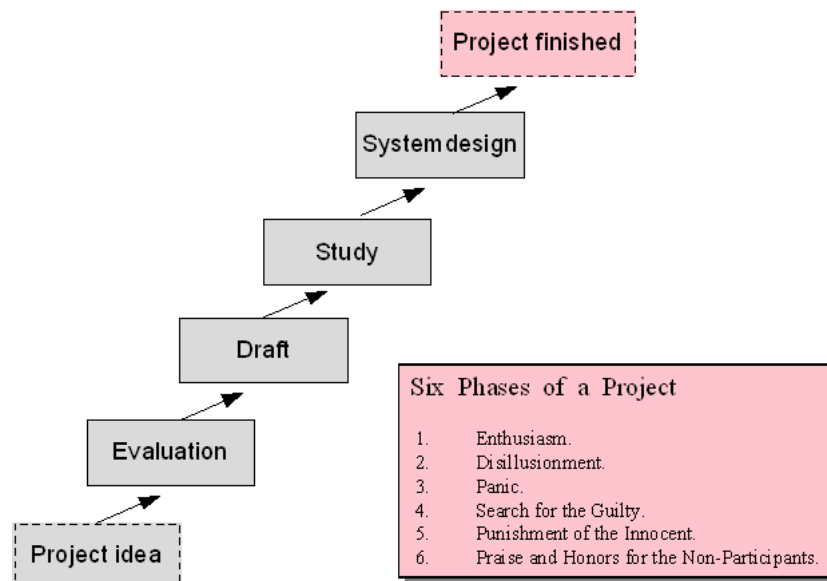 Project finished
System design
Study
Draft
Evaluation
Project idea
Six Phases of a Project
1. Enthusiasm.
2. Disillusionment.
3. Panic.
4. Search for the Guilty.
5. Punishment of the Innocent.
6. Praise and Honors for the Non-Participants.